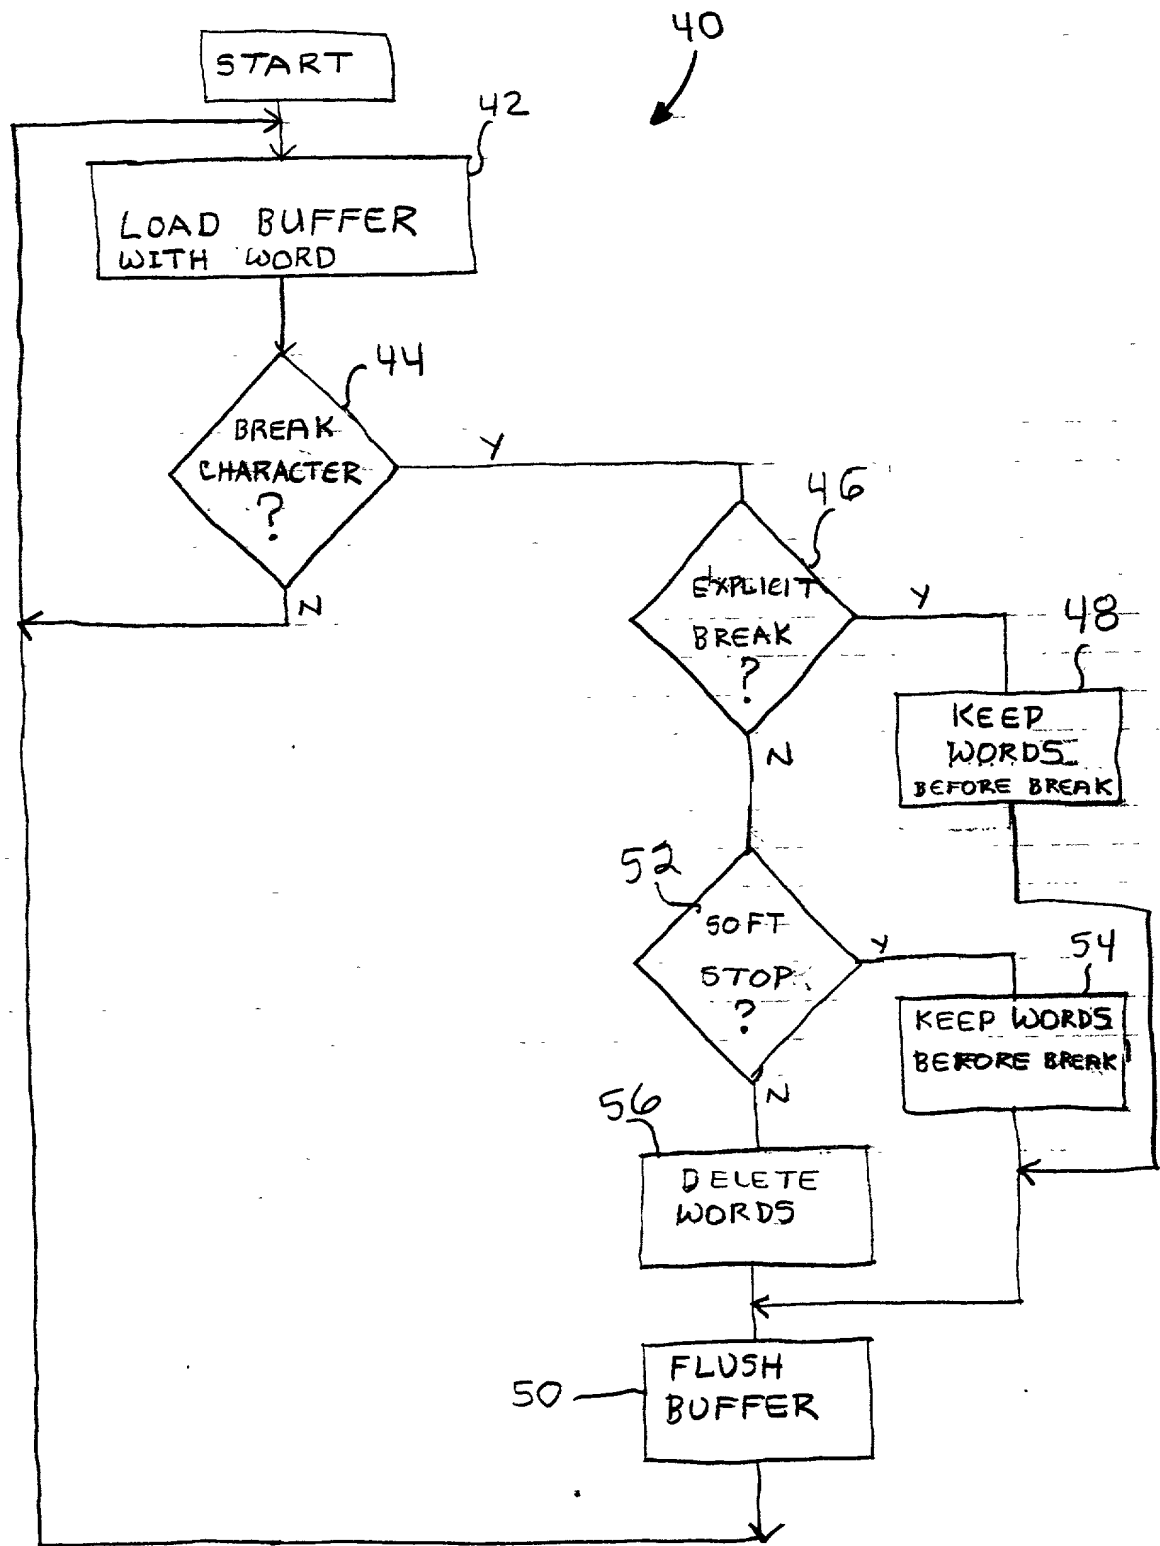 40
START
42
LOAD BUFFER
WITH WORD
44
BREAK
CHARACTER
?
Y
N
46
EXPLICIT
BREAK
?
Y
N
48
KEEP
WORDS
BEFORE BREAK
52
SOFT
STOP
?
Y
N
54
KEEP WORDS
BEFORE BREAK
56
DELETE
WORDS
50
FLUSH
BUFFER